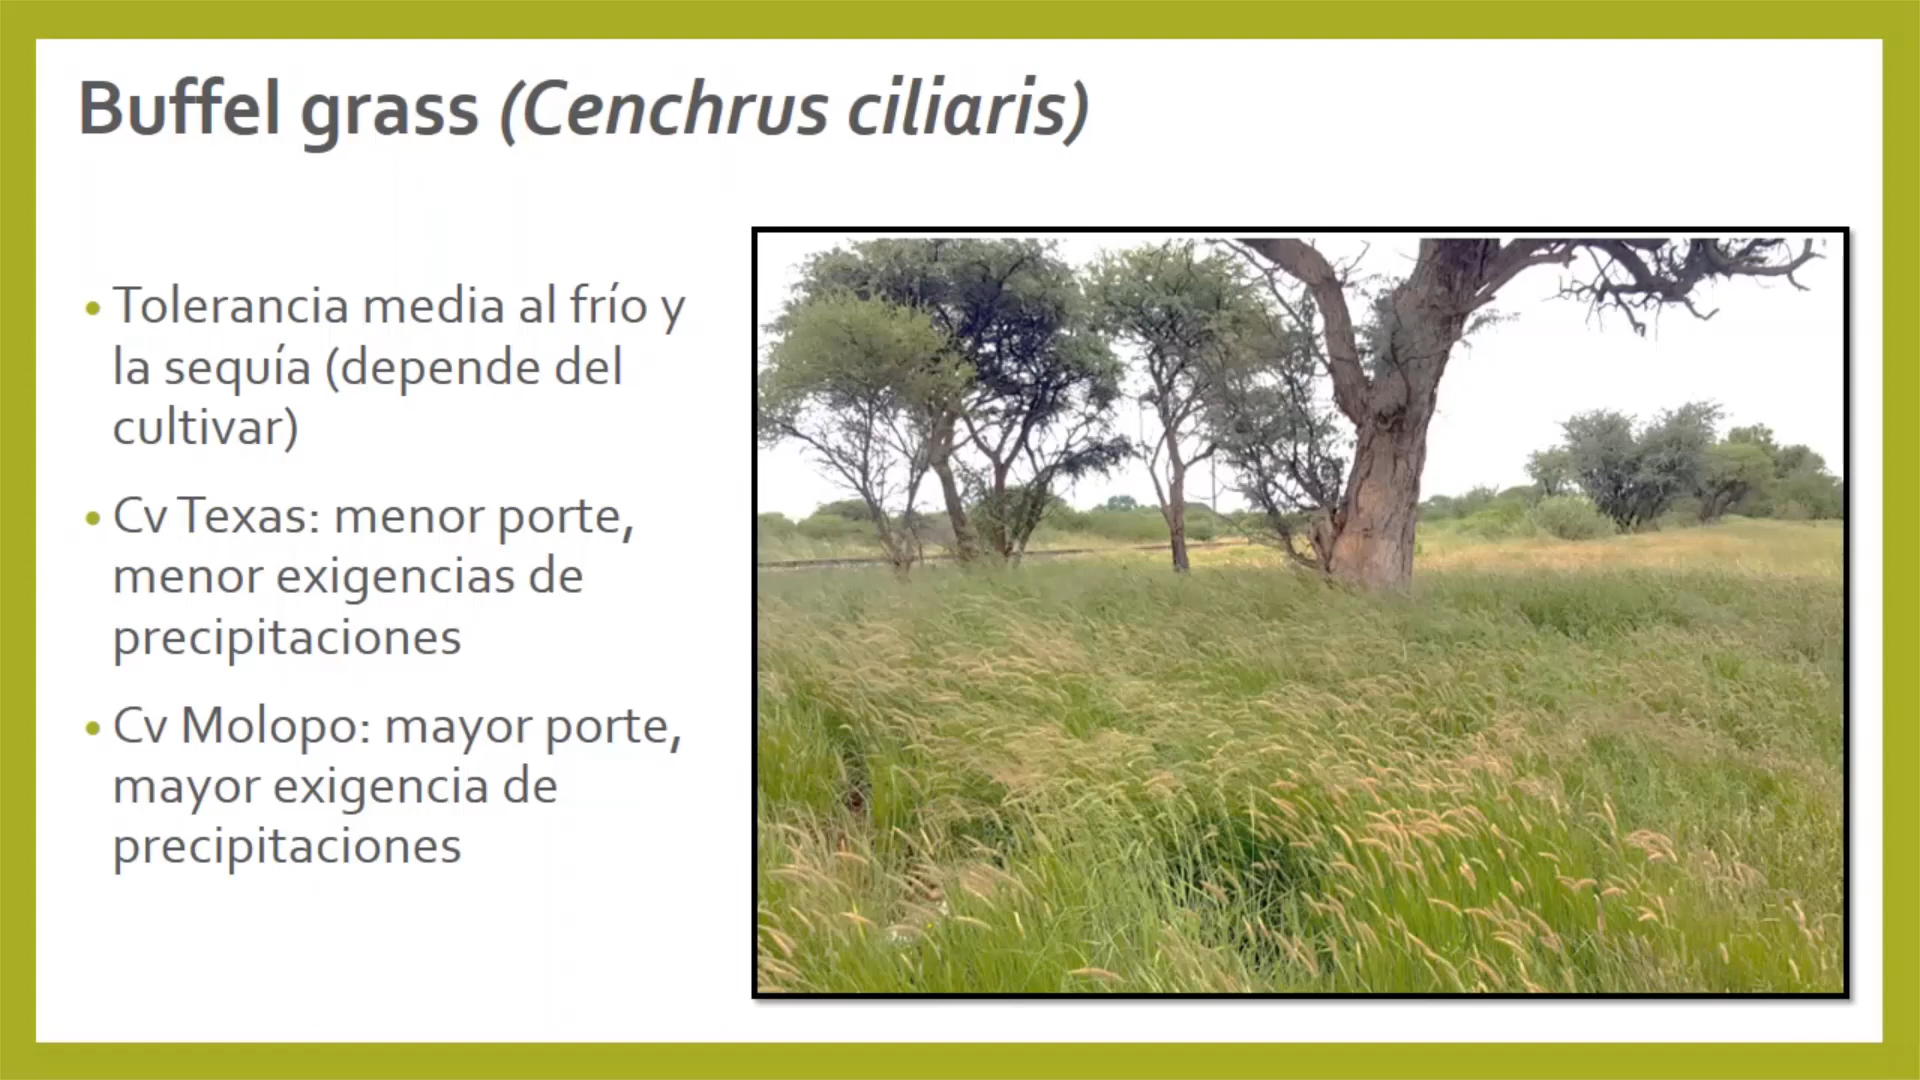 Buffel grass (Cenchrus ciliaris)
• Tolerancia media al frío y
la sequía (depende del
cultivar)
• Cv Texas: menor porte,
menor exigencias de
precipitaciones
• Cv Molopo: mayor porte,
mayor exigencia de
precipitaciones